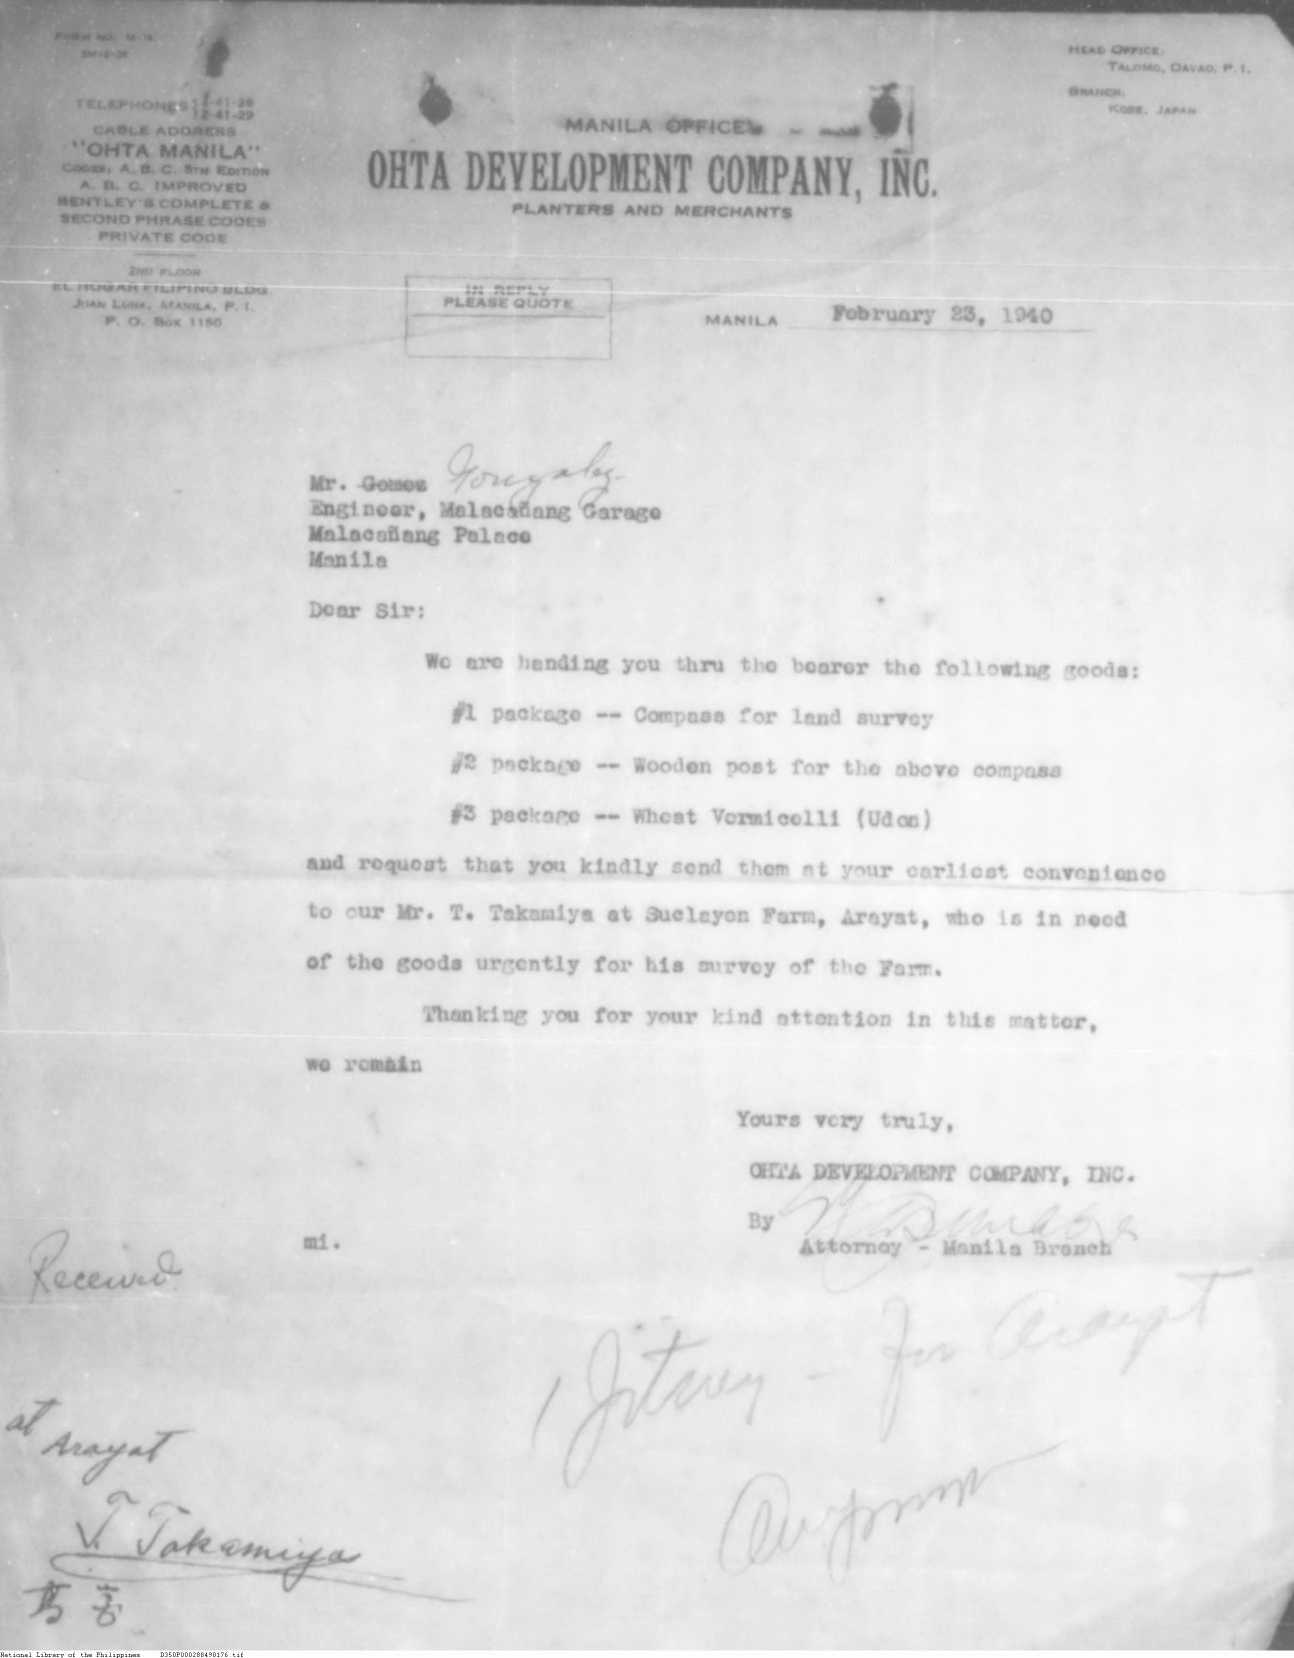 FORM NO. M-78
TELEPHONES 2-41-28
2-41-29
CABLE ADDRESS
"OHTA MANILA"
CODES, A. B. C. 5TH EDITION
A. B. C. IMPROVED
BENTLEY'S COMPLETE &
SECOND PHRASE CODES
PRIVATE CODE
2ND FLOOR
EL HOGAR FILIPINO BLDG.
JUAN LUNA, MANILA, P. I.
P. O. BOX 1150
HEAD OFFICE:
TALOMO, DAVAO, P. I.
BRANCH:
KOBE, JAPAN
MANILA OFFICE
OHTA DEVELOPMENT COMPANY, INC.
PLANTERS AND MERCHANTS
IN REPLY
PLEASE QUOTE
MANILA February 23, 1940
Mr. Gomez Gonzalez
Engineer, Malacañang Garage
Malacañang Palace
Manila
Dear Sir:
We are handing you thru the bearer the following goods:
#1 package -- Compass for land survey
#2 package -- Wooden post for the above compass
#3 package -- Wheat Vermicelli (Udon)
and request that you kindly send them at your earliest convenience
to our Mr. T. Takamiya at Suclayon Farm, Arayat, who is in need
of the goods urgently for his survey of the Farm.
Thanking you for your kind attention in this matter,
we remain
Yours very truly,
OHTA DEVELOPMENT COMPANY, INC.
By
Attorney - Manila Branch
mi.
Received
at
Arayat
T. Takamiya
1 Jitney - for Arayat
National Library of the Philippines D350P000288490176.tif